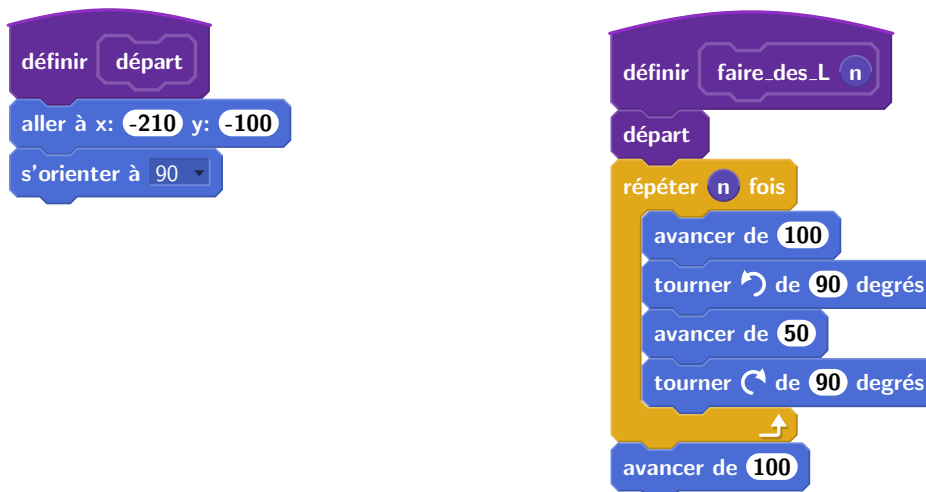 définir départ
aller à x: -210 y: -100
s'orienter à 90
définir faire_des_L n
départ
répéter n fois
avancer de 100
tourner de 90 degrés
avancer de 50
tourner de 90 degrés
avancer de 100